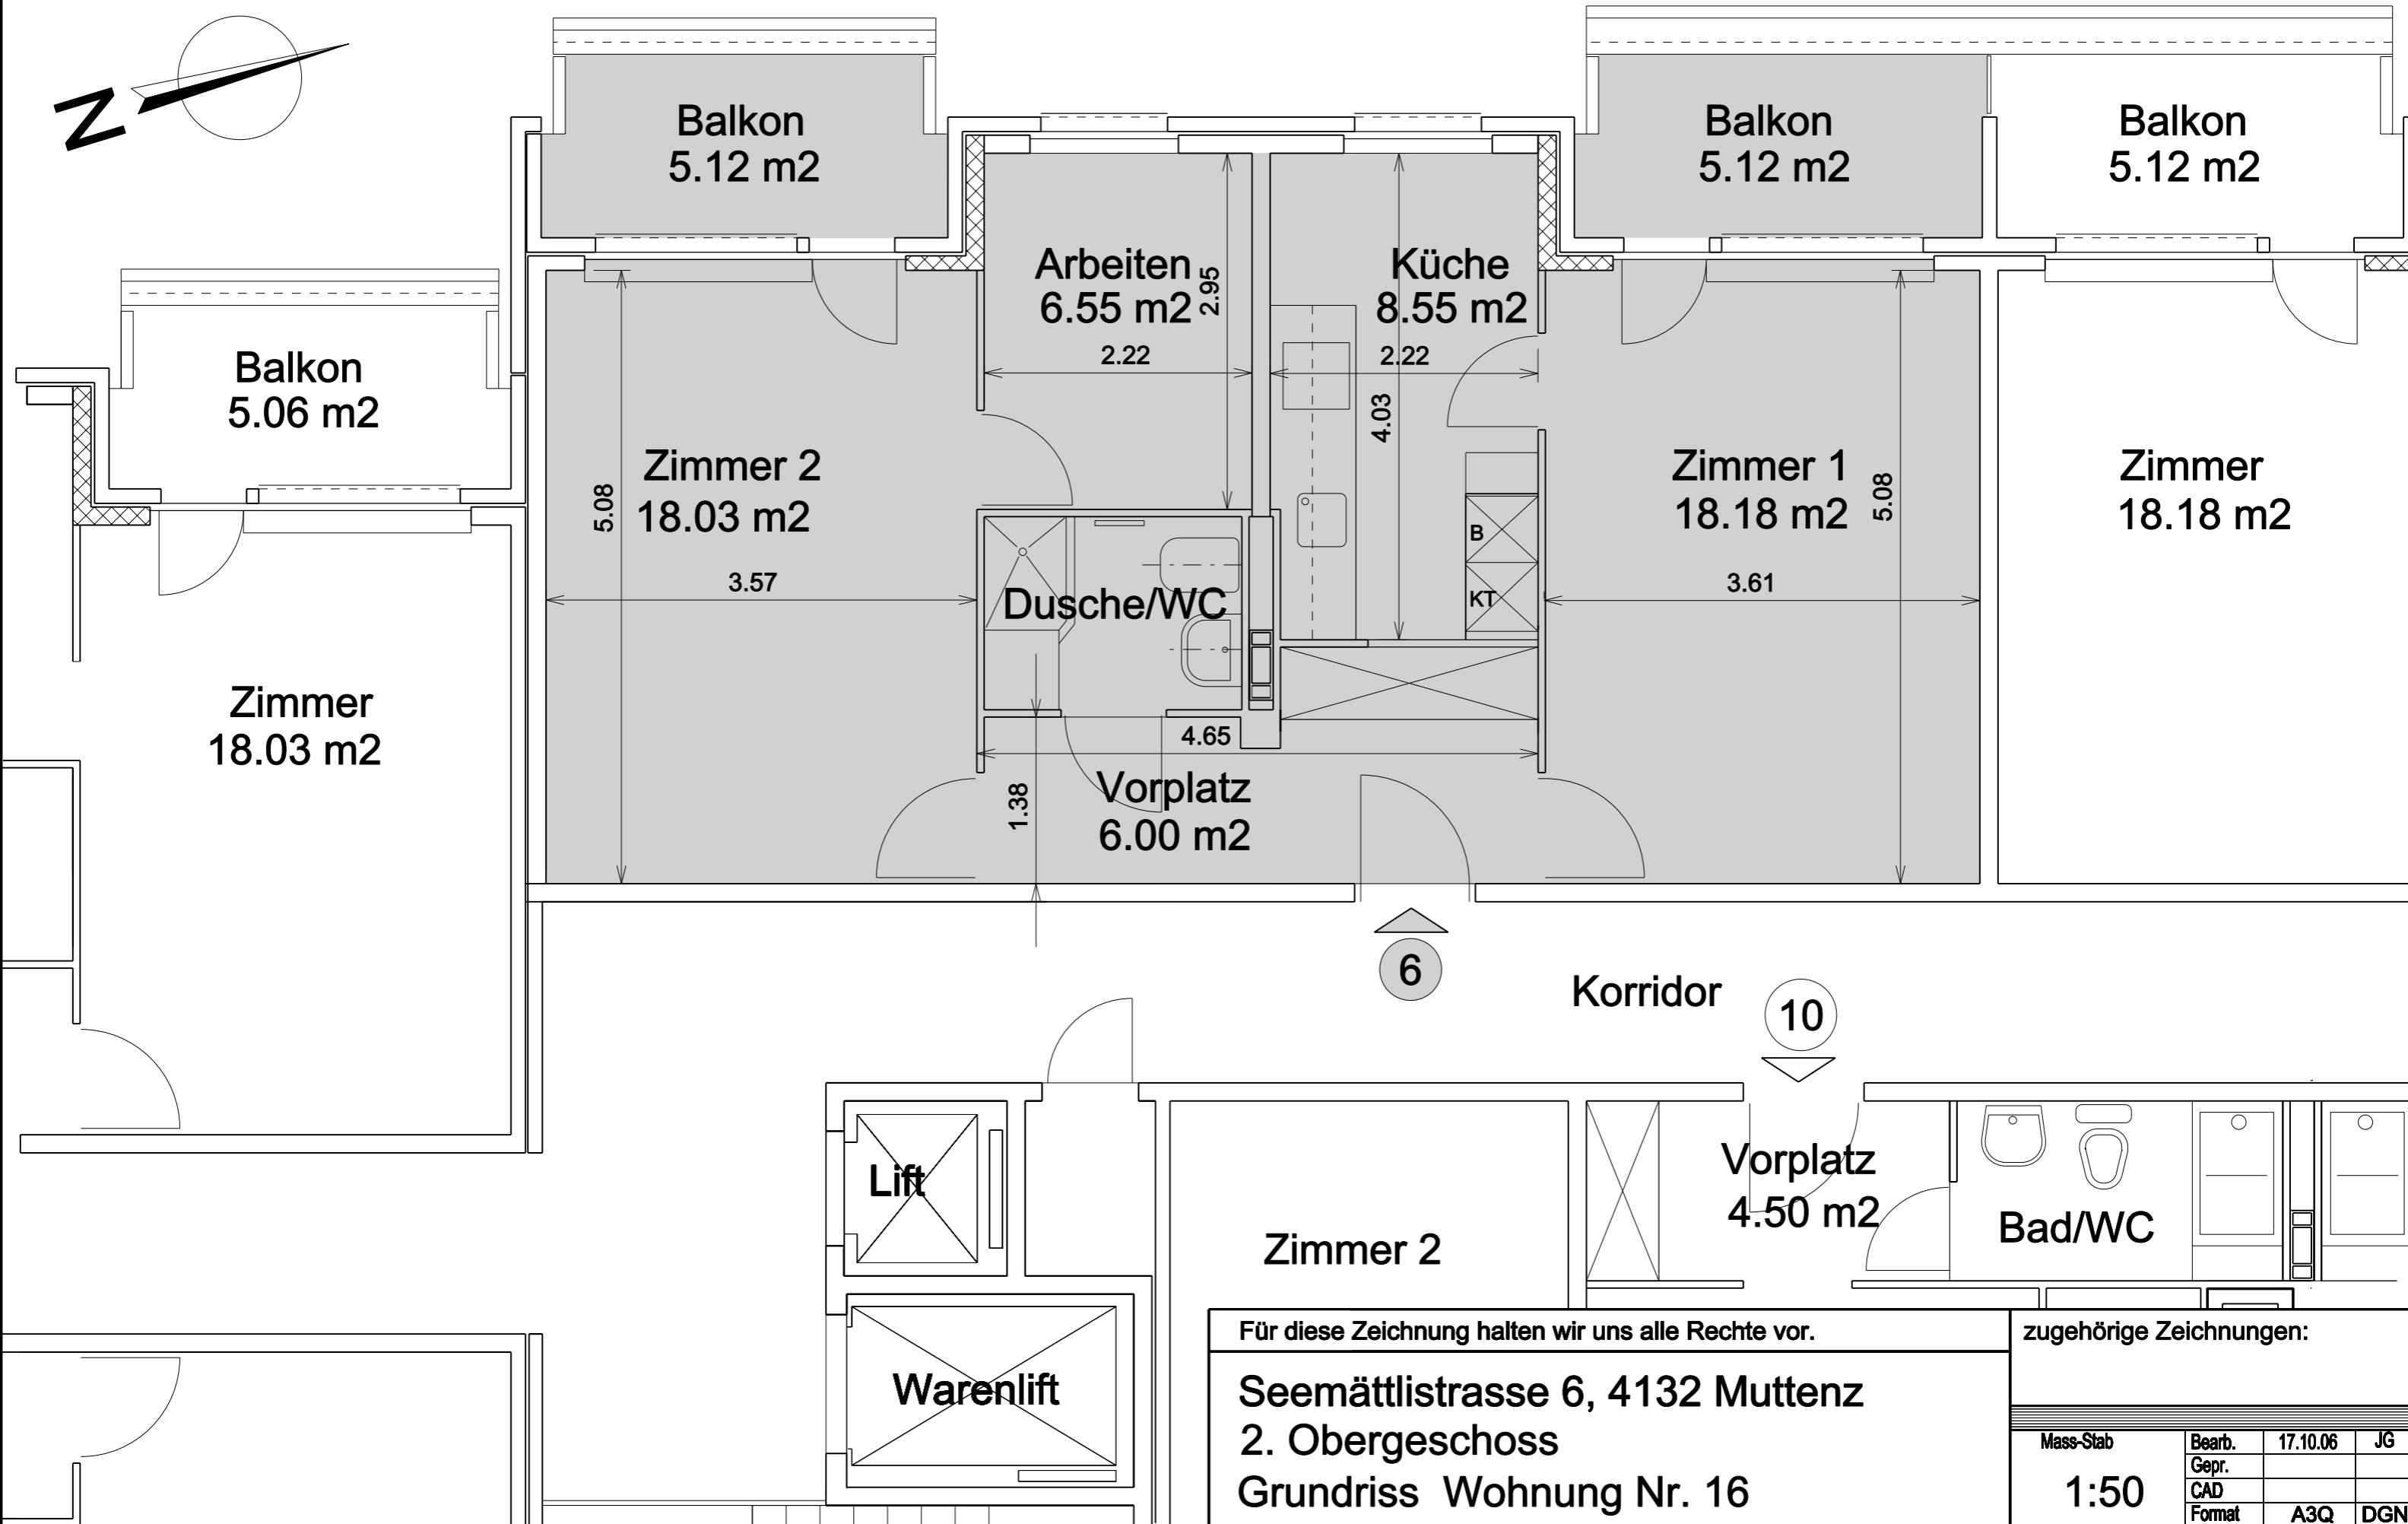 N
Balkon
5.12 m2
Balkon
5.12 m2
Balkon
5.12 m2
Balkon
5.06 m2
Arbeiten
6.55 m2
2.95
2.22
Küche
8.55 m2
2.22
4.03
Zimmer 2
18.03 m2
5.08
3.57
Zimmer 1
18.18 m2
5.08
3.61
Zimmer
18.18 m2
B
KT
Dusche/WC
Zimmer
18.03 m2
4.65
1.38
Vorplatz
6.00 m2
6
Korridor
10
Lift
Vorplatz
4.50 m2
Bad/WC
Zimmer 2
Warenlift
Für diese Zeichnung halten wir uns alle Rechte vor.
zugehörige Zeichnungen:
Seemättlistrasse 6, 4132 Muttenz
2. Obergeschoss
Grundriss Wohnung Nr. 16
Mass-Stab
1:50
Bearb. 17.10.06 JG
Gepr.
CAD
Format A3Q DGN